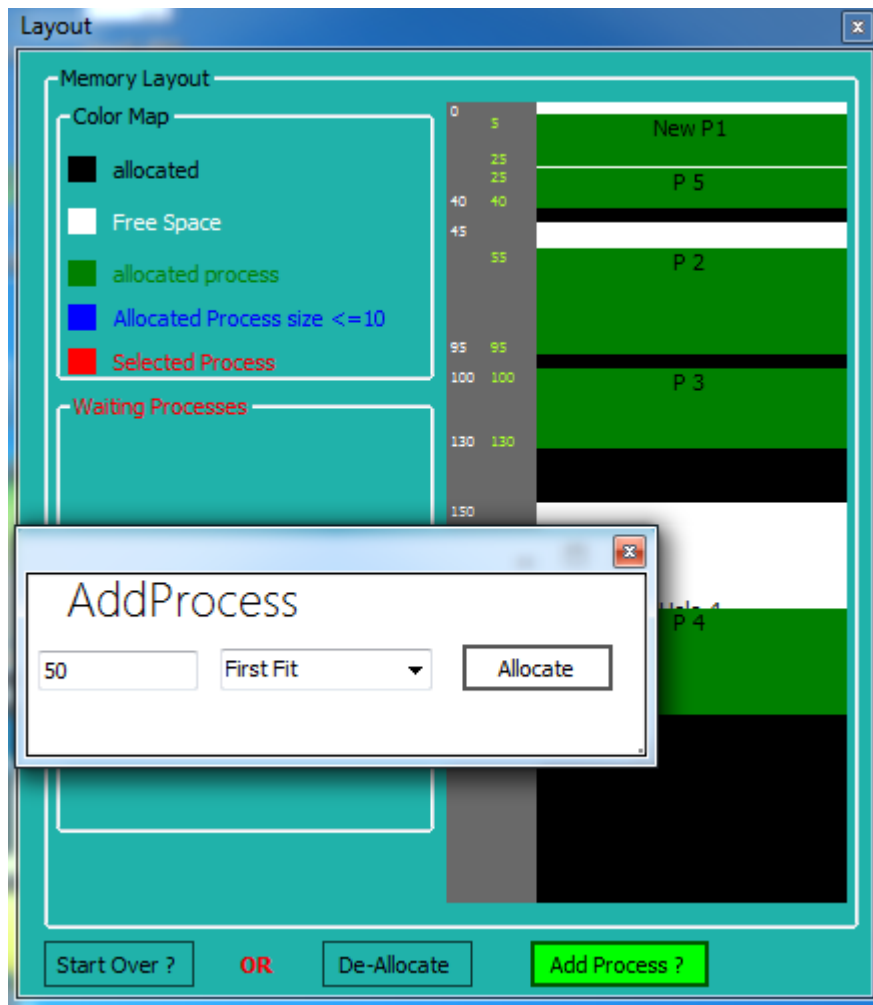 Layout
Memory Layout
Color Map
allocated
Free Space
allocated process
Allocated Process size <=10
Selected Process
Waiting Processes
0
5
25
25
40 40
45
55
95 95
100 100
130 130
150
New P1
P 5
P 2
P 3
P 4
AddProcess
50 First Fit Allocate
Start Over ? OR De-Allocate Add Process ?